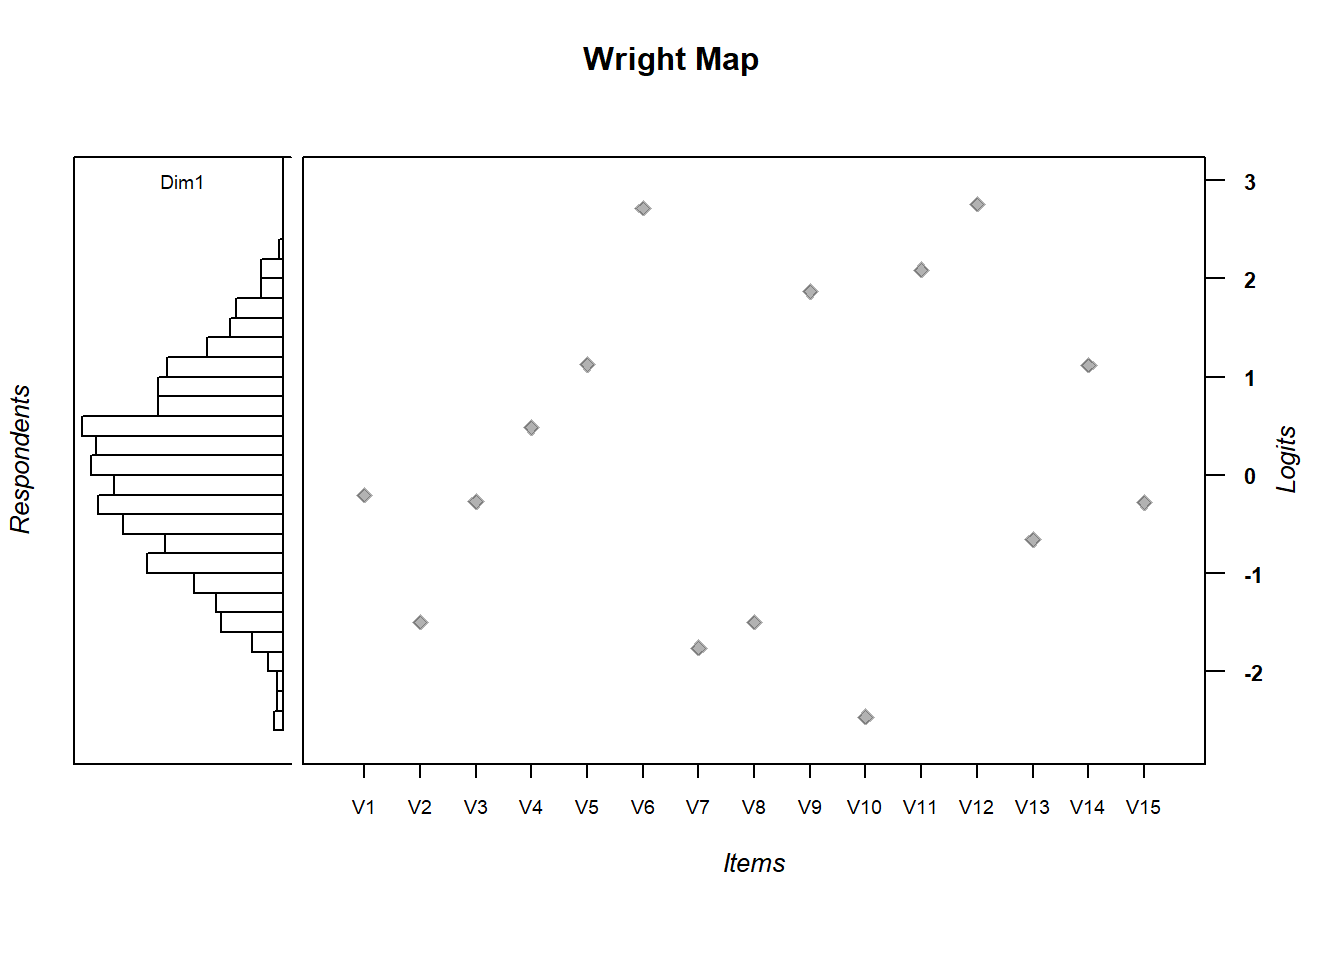 Wright Map
Dim1
Respondents
3
2
1
0
-1
-2
Logits
V1 V2 V3 V4 V5 V6 V7 V8 V9 V10 V11 V12 V13 V14 V15
Items